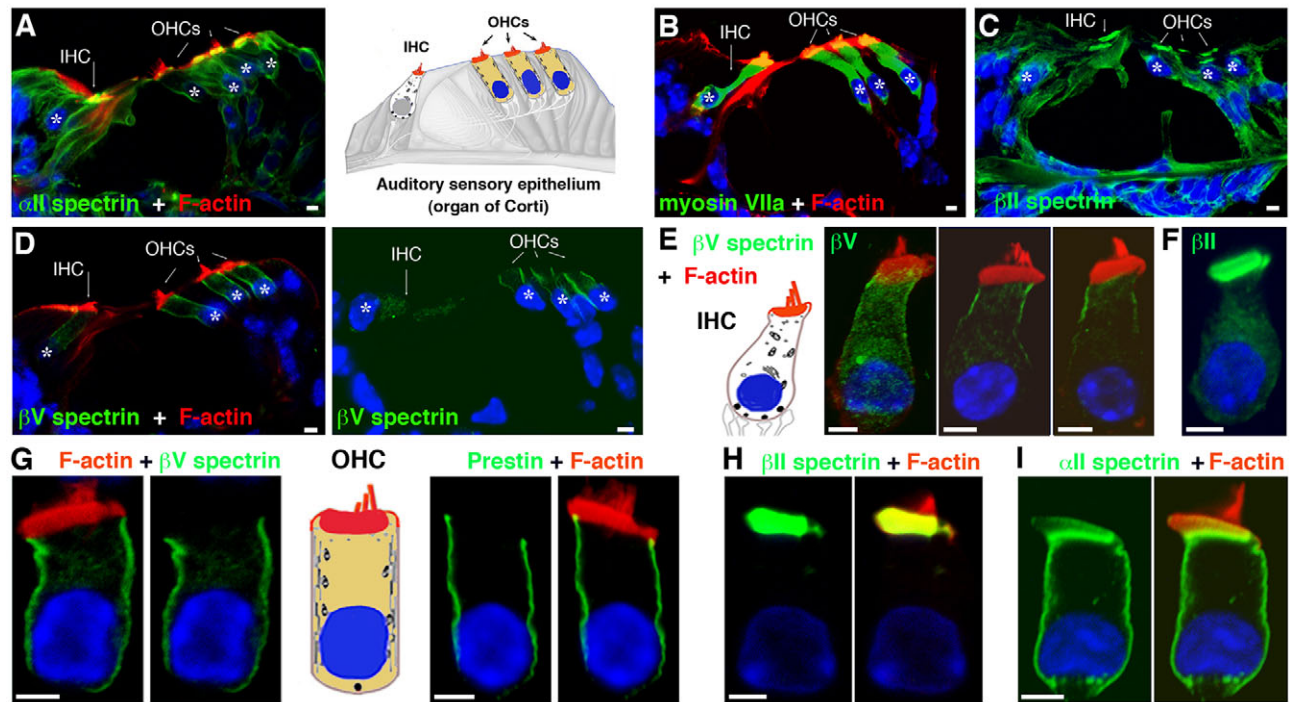 A
IHC
OHCs
αII spectrin + F-actin
OHCs
IHC
Auditory sensory epithelium
(organ of Corti)
B
IHC
OHCs
myosin VIIa + F-actin
C
IHC
OHCs
βII spectrin
D
IHC
OHCs
βV spectrin + F-actin
IHC
OHCs
βV spectrin
E
βV spectrin
+ F-actin
IHC
βV
F
βII
G
F-actin + βV spectrin
OHC
Prestin + F-actin
H
βII spectrin + F-actin
I
αII spectrin + F-actin